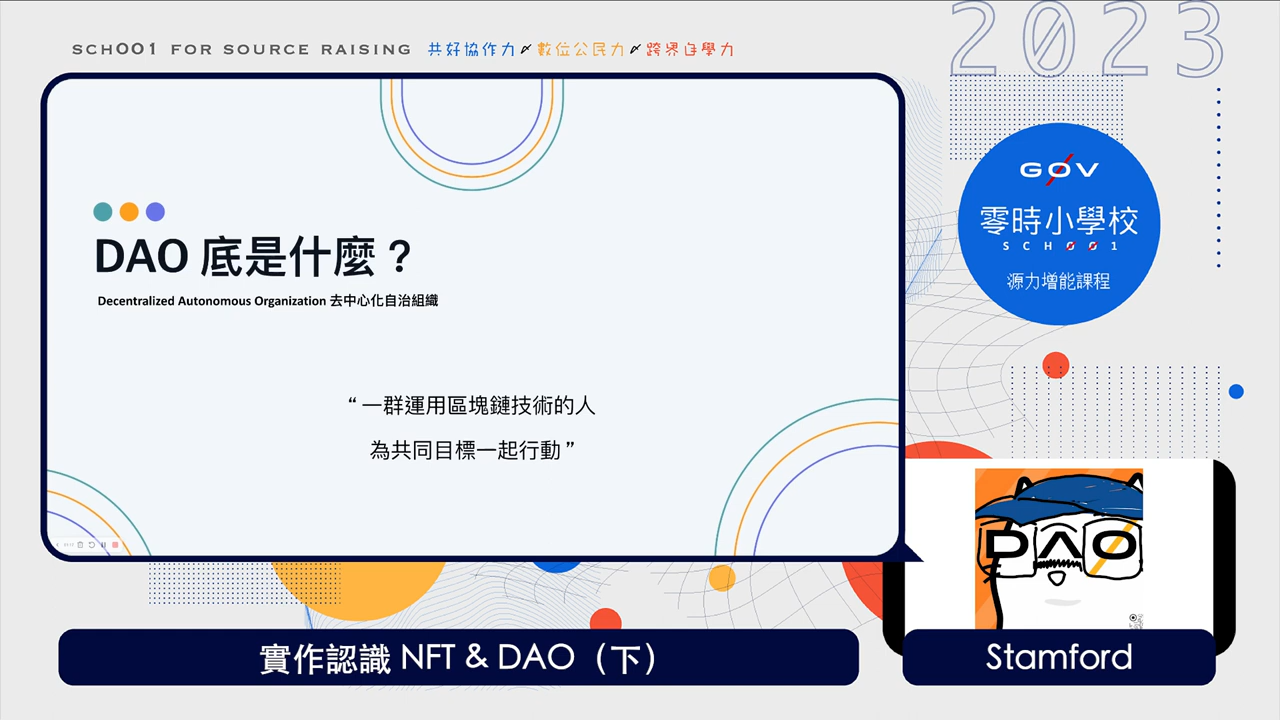 2023
SCH001 FOR SOURCE RAISING 共好協作力 數位公民力 跨界自學力
G0V
零時小學校
SCH001
源力增能課程
DAO 底是什麼？
Decentralized Autonomous Organization 去中心化自治組織
“ 一群運用區塊鏈技術的人
為共同目標一起行動 ”
DAO
實作認識 NFT & DAO（下）
Stamford